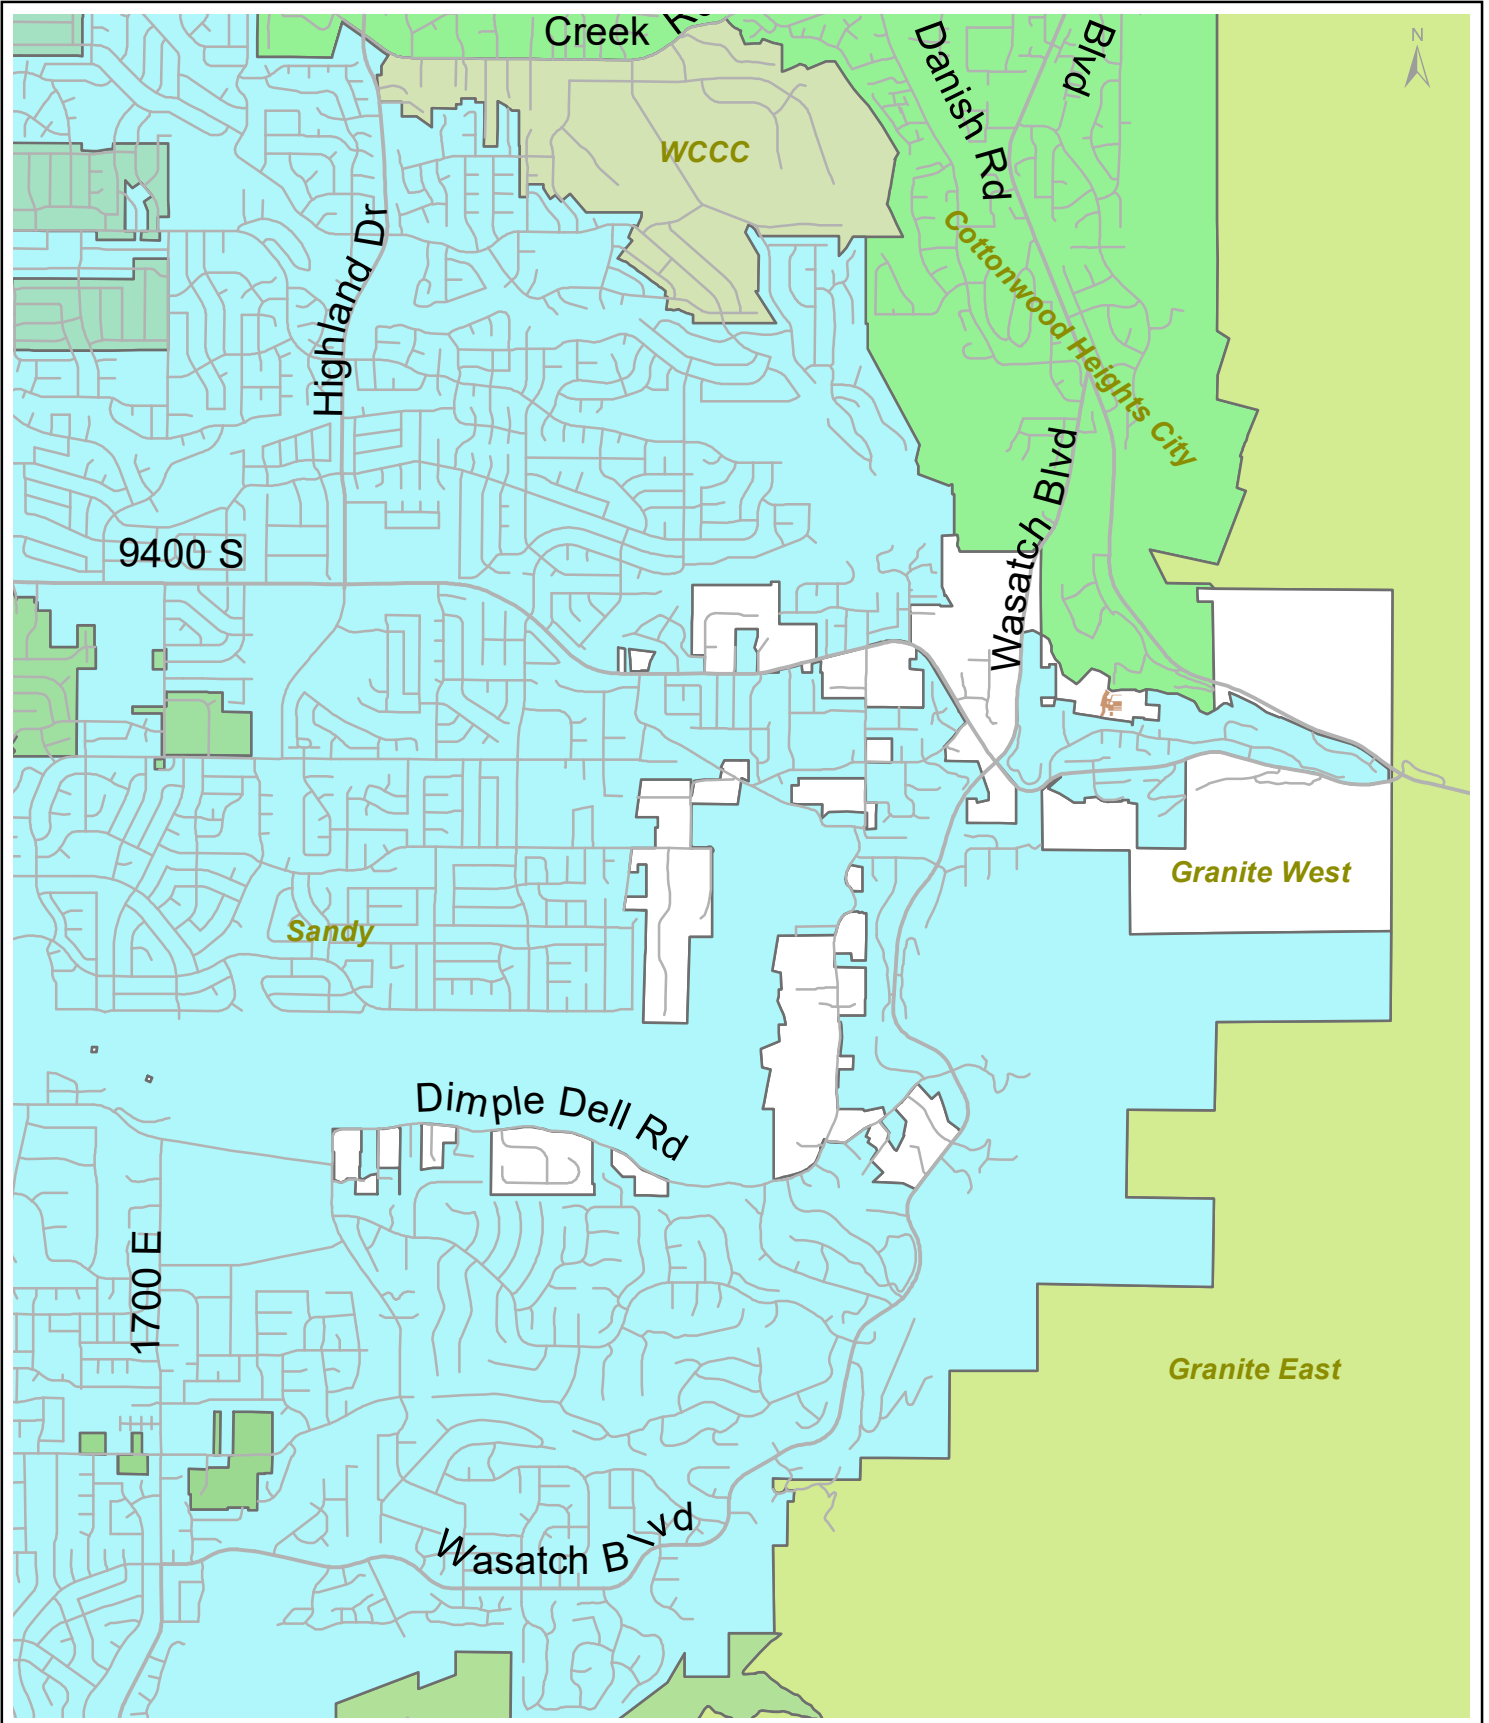 Creek
Danish Rd
Blvd
N
WCCC
Cottonwood Heights City
Highland Dr
Wasatch Blvd
9400 S
Granite West
Sandy
Dimple Dell Rd
1700 E
Granite East
Wasatch Blvd